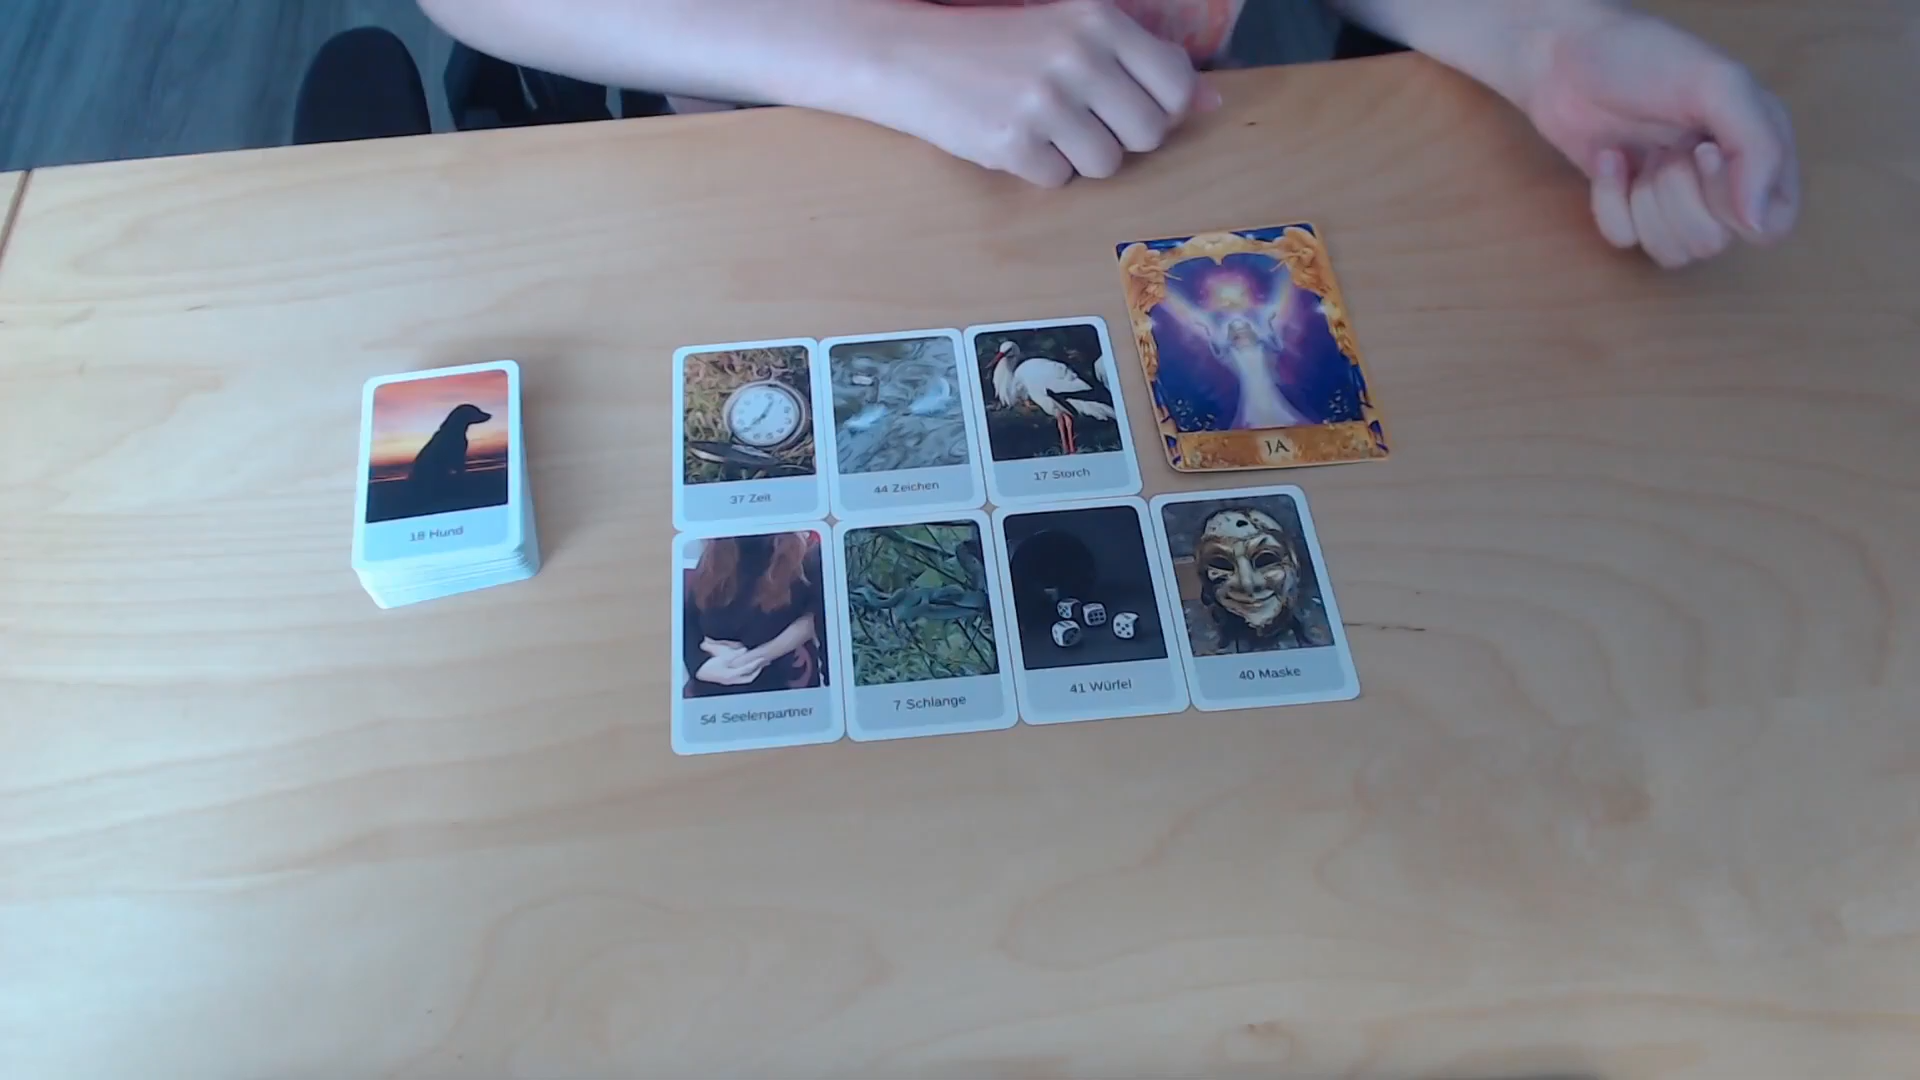 18 Hund
37 Zeit
44 Zeichen
17 Storch
JA
54 Seelenpartner
7 Schlange
41 Würfel
40 Maske